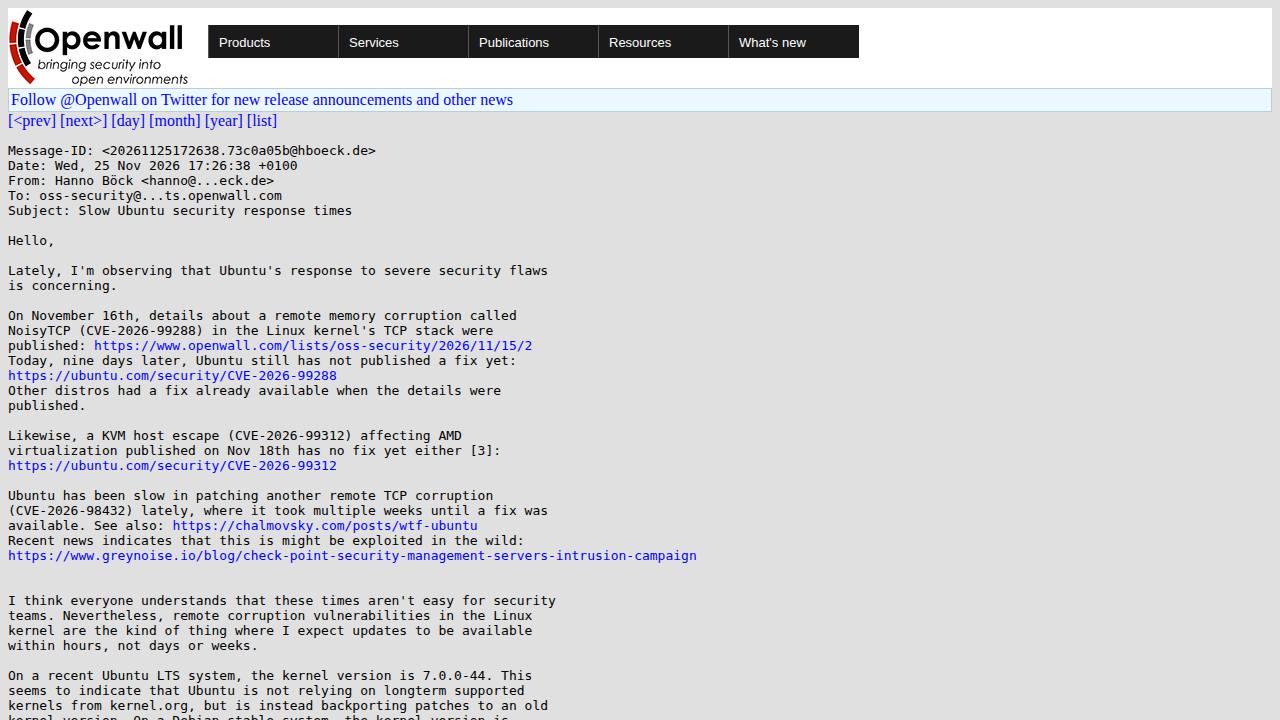 Openwall
bringing security into
open environments
Products
Services
Publications
Resources
What's new
Follow @Openwall on Twitter for new release announcements and other news
[<prev] [next>] [day] [month] [year] [list]
Message-ID: <20261125172638.73c0a05b@hboeck.de>
Date: Wed, 25 Nov 2026 17:26:38 +0100
From: Hanno Böck <hanno@...eck.de>
To: oss-security@...ts.openwall.com
Subject: Slow Ubuntu security response times
Hello,
Lately, I'm observing that Ubuntu's response to severe security flaws
is concerning.
On November 16th, details about a remote memory corruption called
NoisyTCP (CVE-2026-99288) in the Linux kernel's TCP stack were
published: https://www.openwall.com/lists/oss-security/2026/11/15/2
Today, nine days later, Ubuntu still has not published a fix yet:
https://ubuntu.com/security/CVE-2026-99288
Other distros had a fix already available when the details were
published.
Likewise, a KVM host escape (CVE-2026-99312) affecting AMD
virtualization published on Nov 18th has no fix yet either [3]:
https://ubuntu.com/security/CVE-2026-99312
Ubuntu has been slow in patching another remote TCP corruption
(CVE-2026-98432) lately, where it took multiple weeks until a fix was
available. See also: https://chalmovsky.com/posts/wtf-ubuntu
Recent news indicates that this is might be exploited in the wild:
https://www.greynoise.io/blog/check-point-security-management-servers-intrusion-campaign
I think everyone understands that these times aren't easy for security
teams. Nevertheless, remote corruption vulnerabilities in the Linux
kernel are the kind of thing where I expect updates to be available
within hours, not days or weeks.
On a recent Ubuntu LTS system, the kernel version is 7.0.0-44. This
seems to indicate that Ubuntu is not relying on longterm supported
kernels from kernel.org, but is instead backporting patches to an old
kernel version. On a Debian stable system, the kernel version is